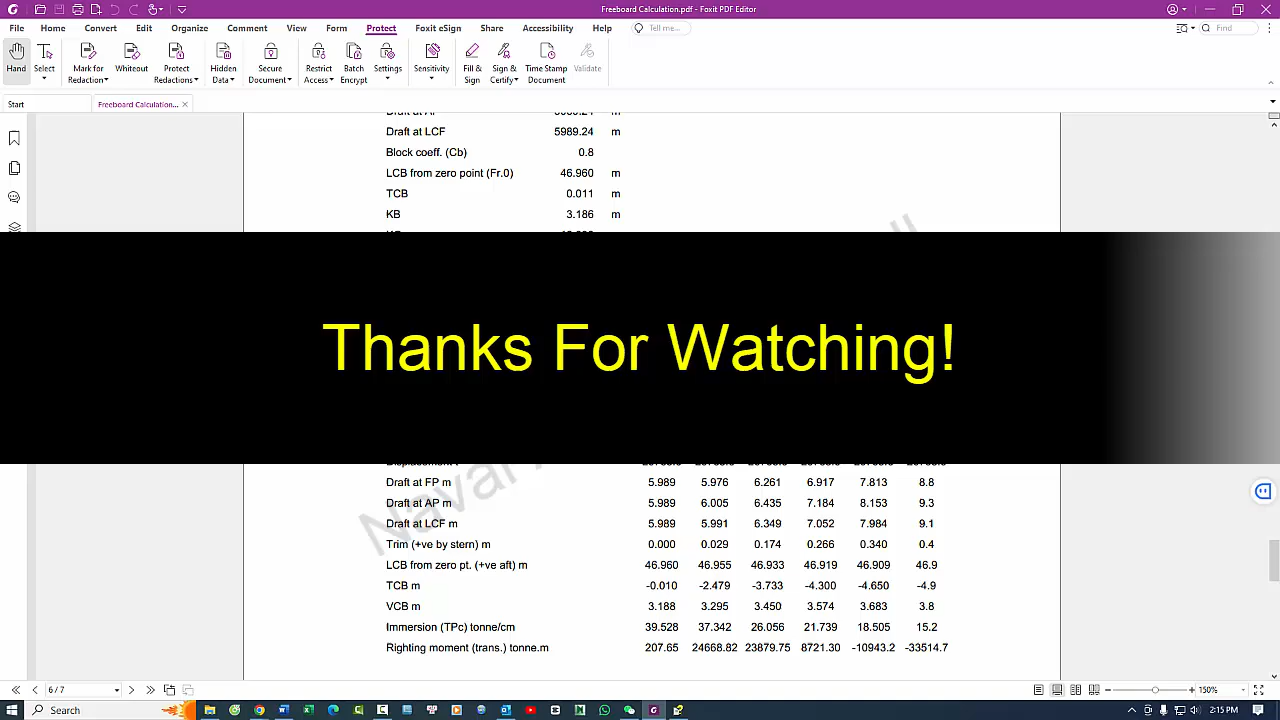 Freeboard Calculation.pdf - Foxit PDF Editor
File Home Convert Edit Organize Comment View Form Protect Foxit eSign Share Accessibility Help Tell me... Find
Hand Select Mark for Redaction Whiteout Protect Redactions Hidden Data Secure Document Restrict Access Batch Encrypt Settings Sensitivity Fill & Sign Sign & Certify Time Stamp Document Validate
Start Freeboard Calculation...
Draft at LCF 5989.24 m
Block coeff. (Cb) 0.8
LCB from zero point (Fr.0) 46.960 m
TCB 0.011 m
KB 3.186 m
Thanks For Watching!
Naval
Draft at FP m 5.989 5.976 6.261 6.917 7.813 8.8
Draft at AP m 5.989 6.005 6.435 7.184 8.153 9.3
Draft at LCF m 5.989 5.991 6.349 7.052 7.984 9.1
Trim (+ve by stern) m 0.000 0.029 0.174 0.266 0.340 0.4
LCB from zero pt. (+ve aft) m 46.960 46.955 46.933 46.919 46.909 46.9
TCB m -0.010 -2.479 -3.733 -4.300 -4.650 -4.9
VCB m 3.188 3.295 3.450 3.574 3.683 3.8
Immersion (TPc) tonne/cm 39.528 37.342 26.056 21.739 18.505 15.2
Righting moment (trans.) tonne.m 207.65 24668.82 23879.75 8721.30 -10943.2 -33514.7
6 / 7 150%
Search 2:15 PM